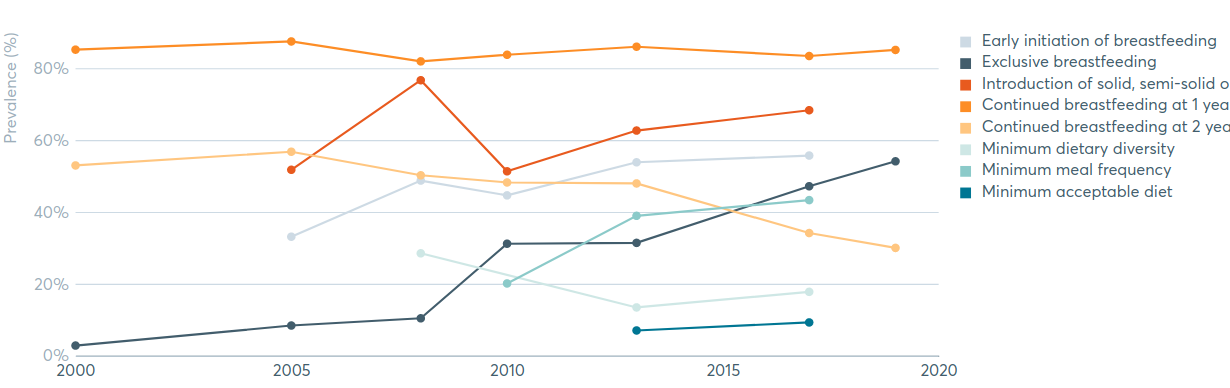 Prevalence (%)
80%
60%
40%
20%
0%
2000 2005 2010 2015 2020
Early initiation of breastfeeding
Exclusive breastfeeding
Introduction of solid, semi-solid o
Continued breastfeeding at 1 yea
Continued breastfeeding at 2 yea
Minimum dietary diversity
Minimum meal frequency
Minimum acceptable diet